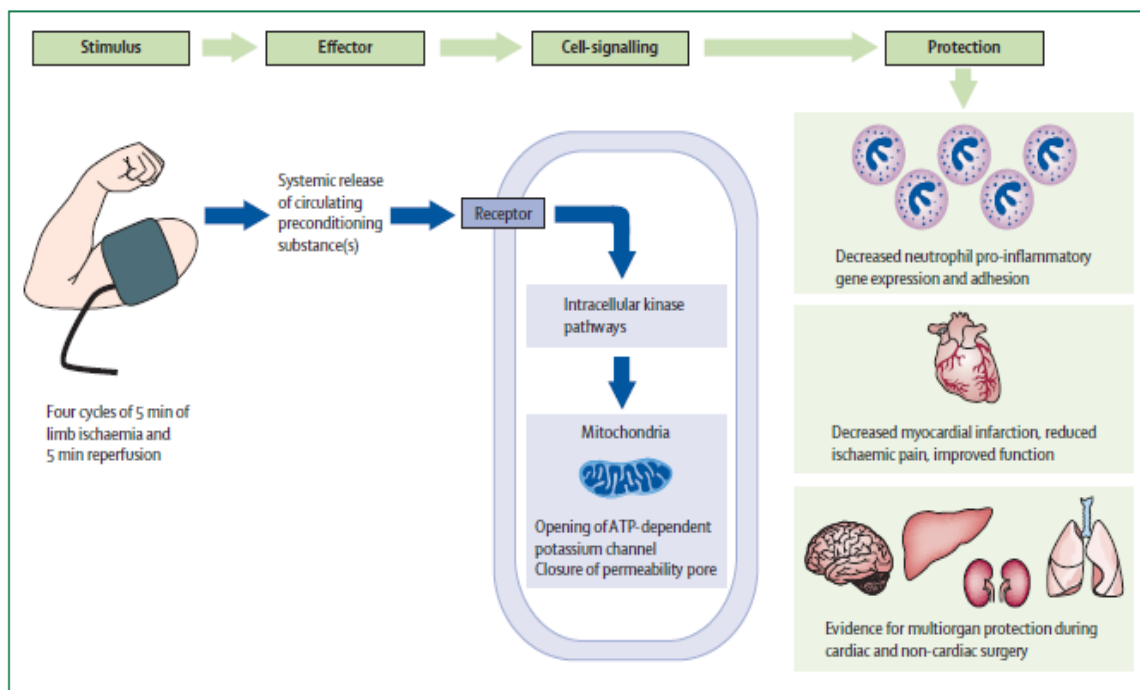 Stimulus
Effector
Cell-signalling
Protection
Four cycles of 5 min of
limb ischaemia and
5 min reperfusion
Systemic release
of circulating
preconditioning
substance(s)
Receptor
Intracellular kinase
pathways
Mitochondria
Opening of ATP-dependent
potassium channel
Closure of permeability pore
Decreased neutrophil pro-inflammatory
gene expression and adhesion
Decreased myocardial infarction, reduced
ischaemic pain, improved function
Evidence for multiorgan protection during
cardiac and non-cardiac surgery